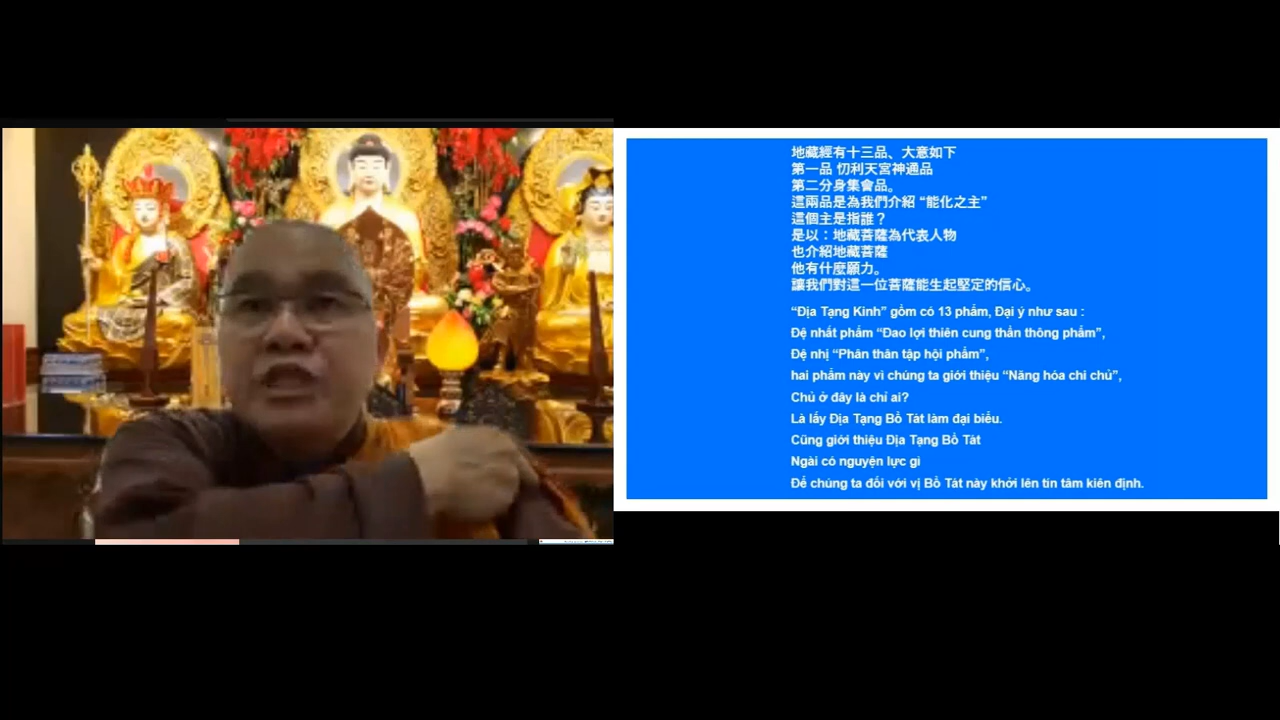 地藏經有十三品、大意如下
第一品 忉利天宮神通品
第二分身集會品。
這兩品是為我們介紹 “能化之主”
這個主是指誰？
是以：地藏菩薩為代表人物
也介紹地藏菩薩
他有什麼願力。
讓我們對這一位菩薩能生起堅定的信心。
“Địa Tạng Kinh” gồm có 13 phẩm, Đại ý như sau :
Đệ nhất phẩm “Đao lợi thiên cung thần thông phẩm”,
Đệ nhị “Phân thân tập hội phẩm”,
hai phẩm này vì chúng ta giới thiệu “Năng hóa chi chủ”,
Chủ ở đây là chỉ ai?
Là lấy Địa Tạng Bồ Tát làm đại biểu.
Cũng giới thiệu Địa Tạng Bồ Tát
Ngài có nguyện lực gì
Để chúng ta đối với vị Bồ Tát này khởi lên tín tâm kiên định.